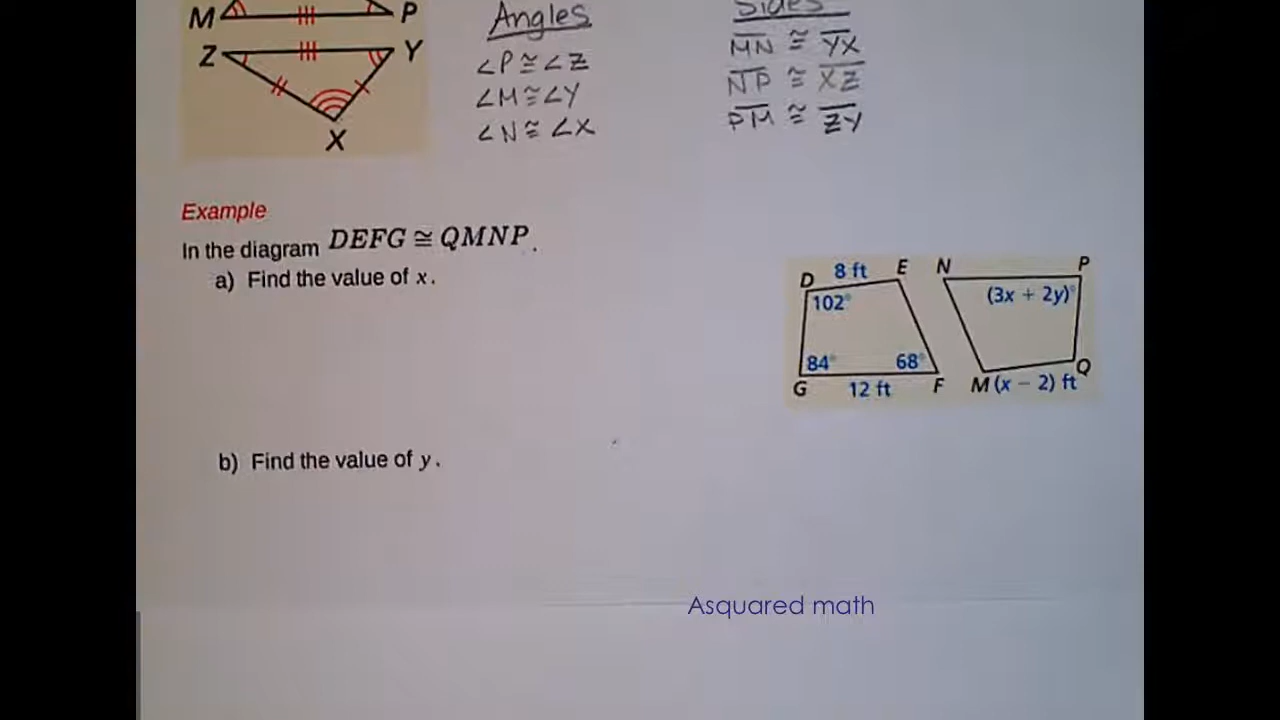 M P
Z Y
X
Angles
∠P ≅ ∠Z
∠M ≅ ∠Y
∠N ≅ ∠X
Sides
MN ≅ YX
NP ≅ XZ
PM ≅ ZY
Example
In the diagram DEFG ≅ QMNP.
a) Find the value of x.
D 8 ft E N P
102° (3x + 2y)°
84° 68°
G 12 ft F M (x − 2) ft Q
b) Find the value of y.
Asquared math